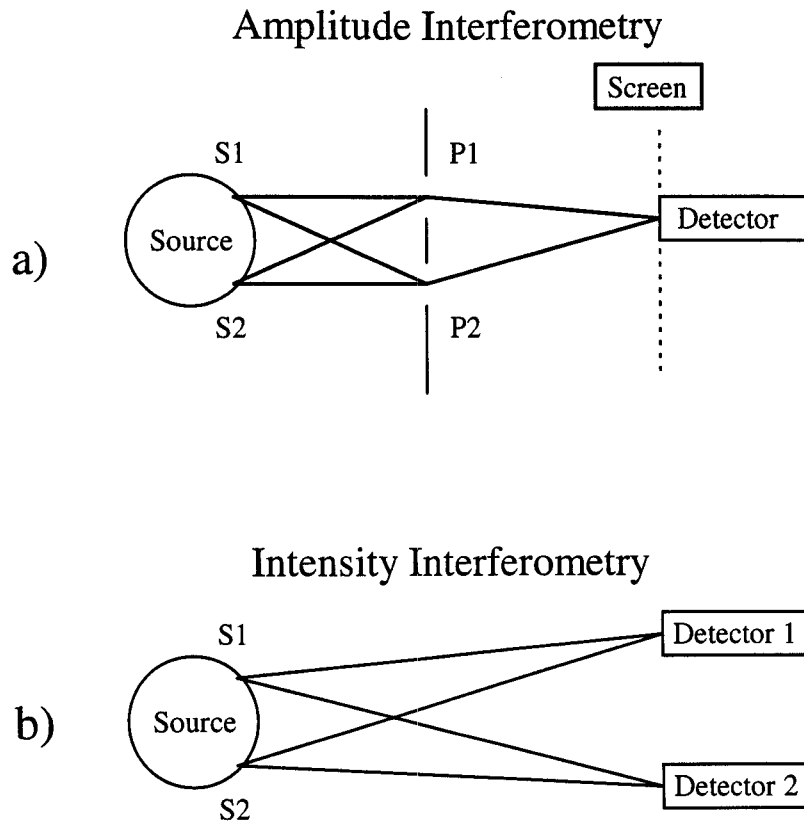 Amplitude Interferometry
Screen
S1
P1
Source
Detector
a)
S2
P2
Intensity Interferometry
S1
Detector 1
Source
b)
Detector 2
S2